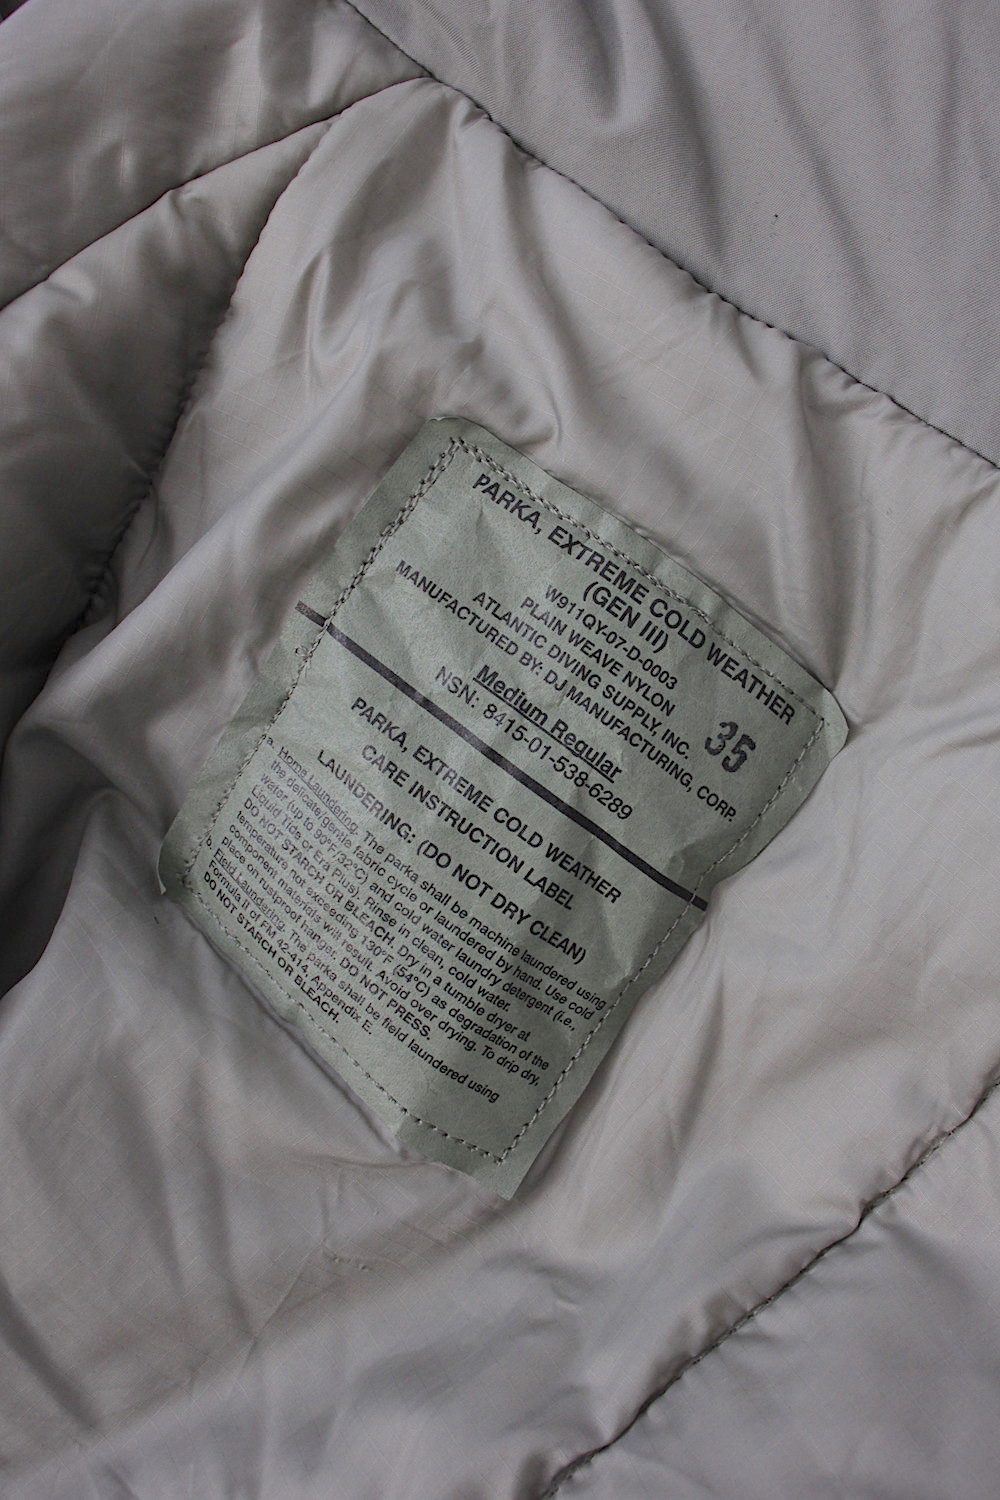 PARKA, EXTREME COLD WEATHER
(GEN III)
W911QY-07-D-0003
PLAIN WEAVE NYLON
ATLANTIC DIVING SUPPLY, INC.
MANUFACTURED BY: DJ MANUFACTURING, CORP.
35
Medium Regular
NSN: 8415-01-538-6289
PARKA, EXTREME COLD WEATHER
CARE INSTRUCTION LABEL
LAUNDERING: (DO NOT DRY CLEAN)
a. Home Laundering. The parka shall be machine laundered using
the delicate/gentle fabric cycle or laundered by hand. Use cold
water (up to 90°F/32°C) and cold water laundry detergent (i.e.,
Liquid Tide or Era Plus). Rinse in clean, cold water.
DO NOT STARCH OR BLEACH. Dry in a tumble dryer at
temperature not exceeding 130°F (54°C) as degradation of the
component materials will result. Avoid over drying. To drip dry,
place on rustproof hanger. DO NOT PRESS.
b. Field Laundering. The parka shall be field laundered using
Formula II of FM 42-414, Appendix E.
DO NOT STARCH OR BLEACH.